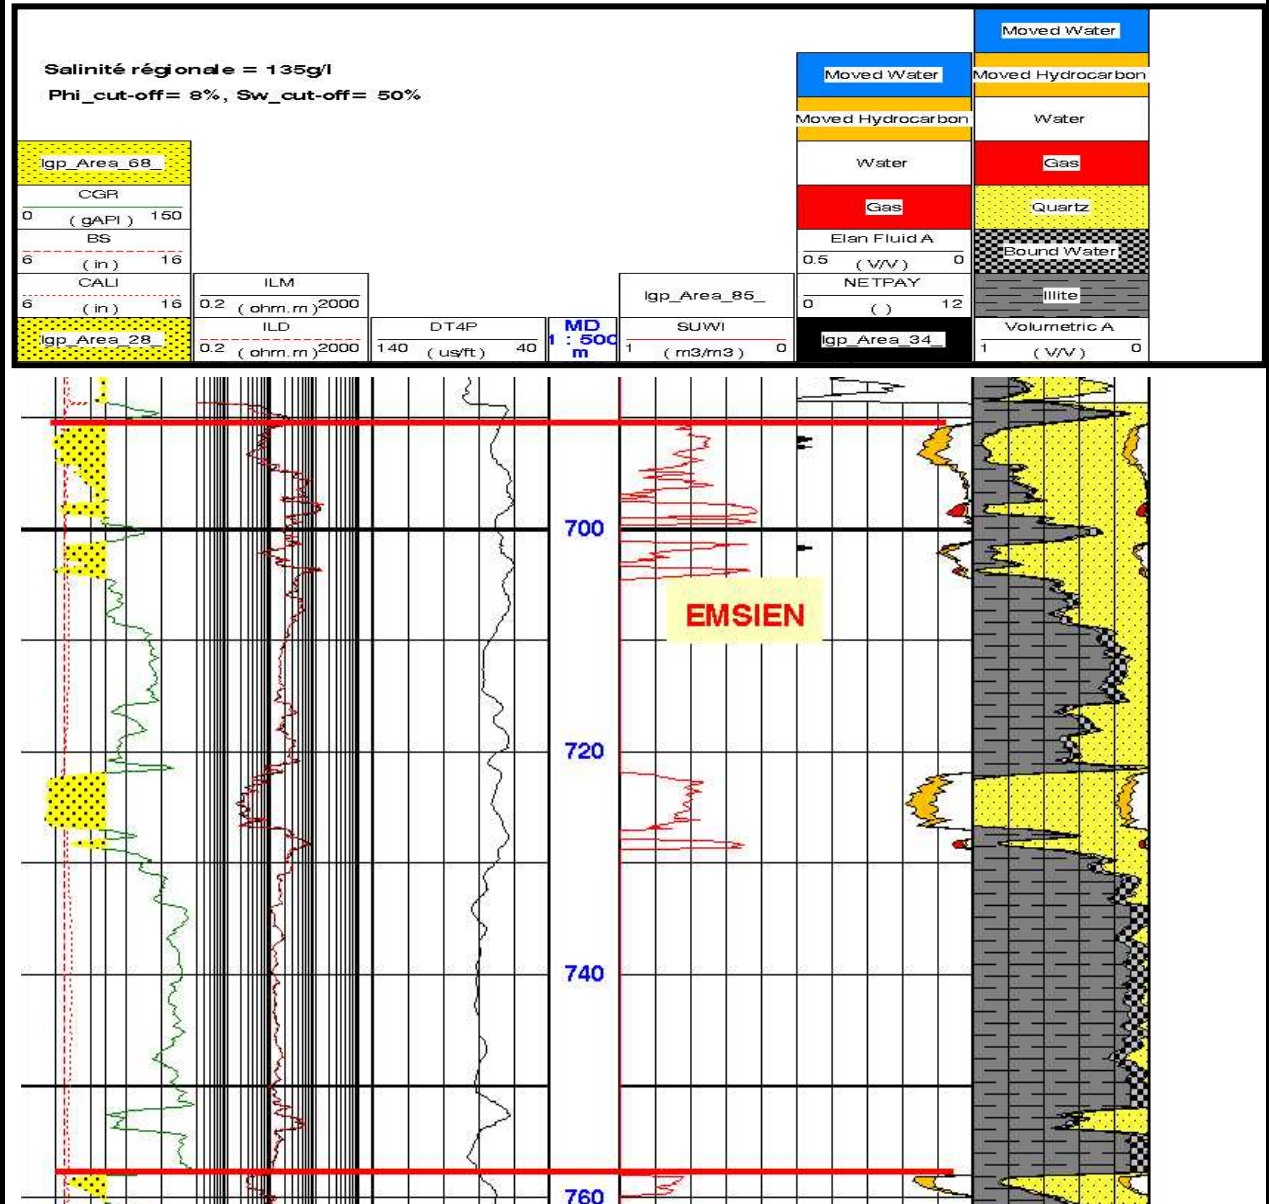 Salinité régionale = 135g/l
Phi_cut-off= 8%, Sw_cut-off= 50%
Igp_Area_68_
CGR
0 ( gAPI ) 150
BS
6 ( in ) 16
CALI
6 ( in ) 16
Igp_Area_28_
ILM
0.2 ( ohm.m ) 2000
ILD
0.2 ( ohm.m ) 2000
DT4P
140 ( us/ft ) 40
MD
1 : 500
m
Igp_Area_85_
SUWI
1 ( m3/m3 ) 0
Moved Water
Moved Hydrocarbon
Water
Gas
Elan Fluid A
0.5 ( V/V ) 0
NETPAY
0 ( ) 12
Igp_Area_34_
Moved Water
Moved Hydrocarbon
Water
Gas
Quartz
Bound Water
Illite
Volumetric A
1 ( V/V ) 0
700
EMSIEN
720
740
760